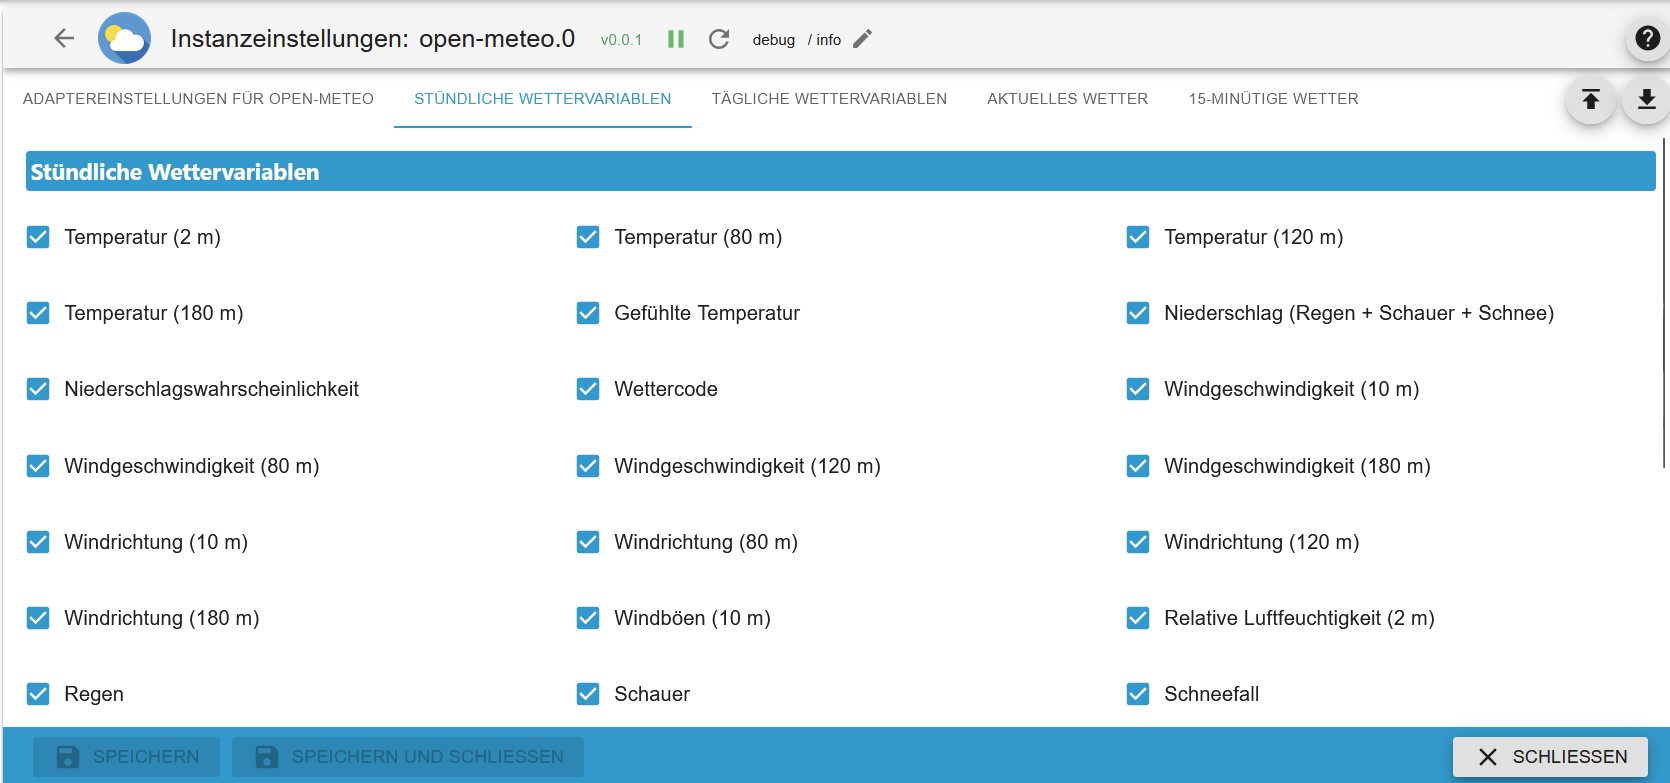 Instanzeinstellungen: open-meteo.0 v0.0.1 debug / info
ADAPTEREINSTELLUNGEN FÜR OPEN-METEO STÜNDLICHE WETTERVARIABLEN TÄGLICHE WETTERVARIABLEN AKTUELLES WETTER 15-MINÜTIGE WETTER
Stündliche Wettervariablen
Temperatur (2 m) Temperatur (80 m) Temperatur (120 m)
Temperatur (180 m) Gefühlte Temperatur Niederschlag (Regen + Schauer + Schnee)
Niederschlagswahrscheinlichkeit Wettercode Windgeschwindigkeit (10 m)
Windgeschwindigkeit (80 m) Windgeschwindigkeit (120 m) Windgeschwindigkeit (180 m)
Windrichtung (10 m) Windrichtung (80 m) Windrichtung (120 m)
Windrichtung (180 m) Windböen (10 m) Relative Luftfeuchtigkeit (2 m)
Regen Schauer Schneefall
SPEICHERN SPEICHERN UND SCHLIESSEN SCHLIESSEN